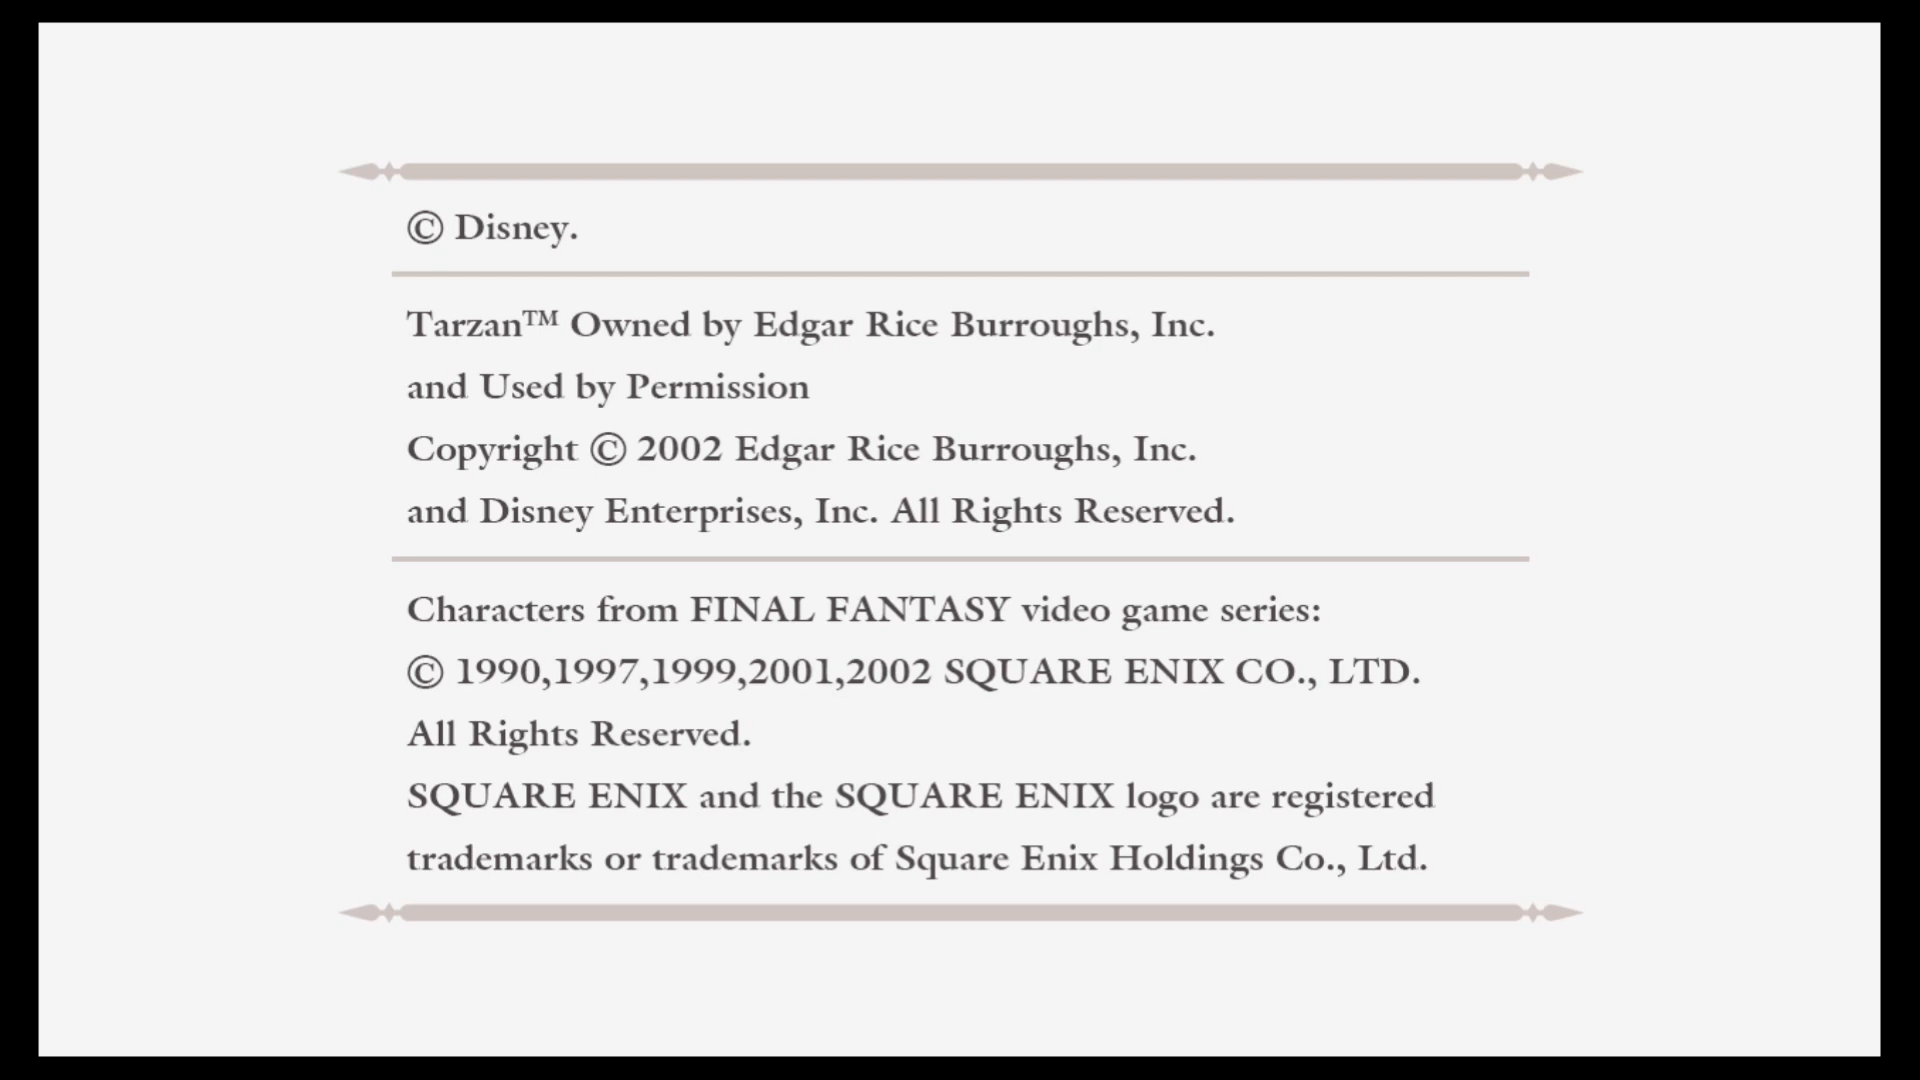 © Disney.
Tarzan™ Owned by Edgar Rice Burroughs, Inc.
and Used by Permission
Copyright © 2002 Edgar Rice Burroughs, Inc.
and Disney Enterprises, Inc. All Rights Reserved.
Characters from FINAL FANTASY video game series:
© 1990,1997,1999,2001,2002 SQUARE ENIX CO., LTD.
All Rights Reserved.
SQUARE ENIX and the SQUARE ENIX logo are registered
trademarks or trademarks of Square Enix Holdings Co., Ltd.